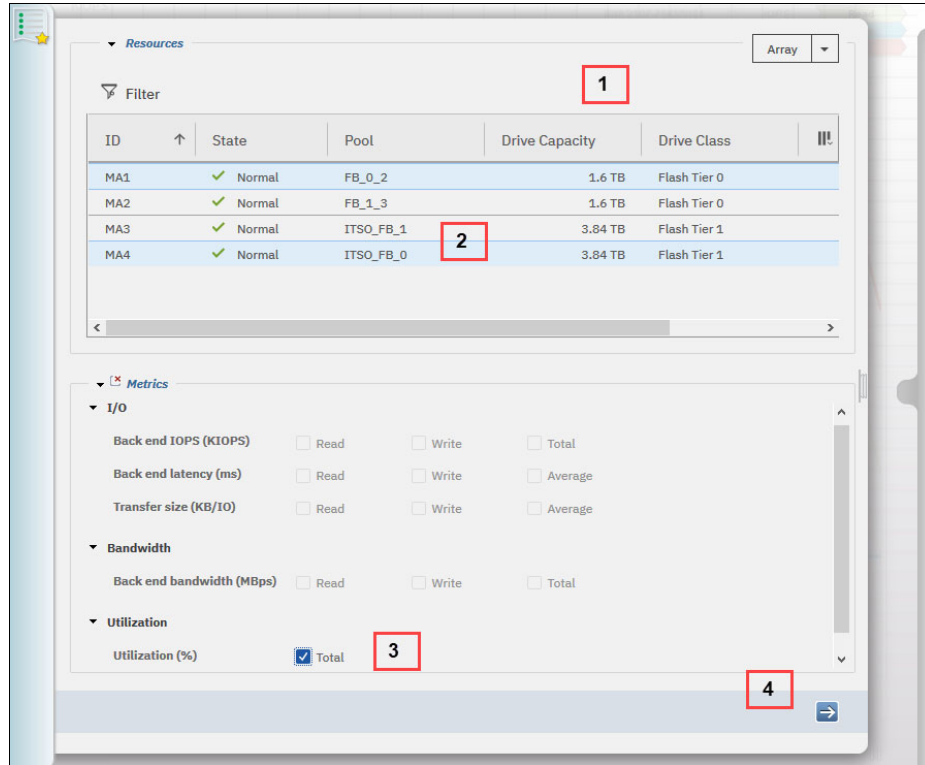 Resources
Array
1
Filter
ID State Pool Drive Capacity Drive Class
MA1 Normal FB_0_2 1.6 TB Flash Tier 0
MA2 Normal FB_1_3 1.6 TB Flash Tier 0
MA3 Normal ITSO_FB_1 3.84 TB Flash Tier 1
2
MA4 Normal ITSO_FB_0 3.84 TB Flash Tier 1
Metrics
I/O
Back end IOPS (KIOPS) Read Write Total
Back end latency (ms) Read Write Average
Transfer size (KB/IO) Read Write Average
Bandwidth
Back end bandwidth (MBps) Read Write Total
Utilization
Utilization (%) Total 3
4